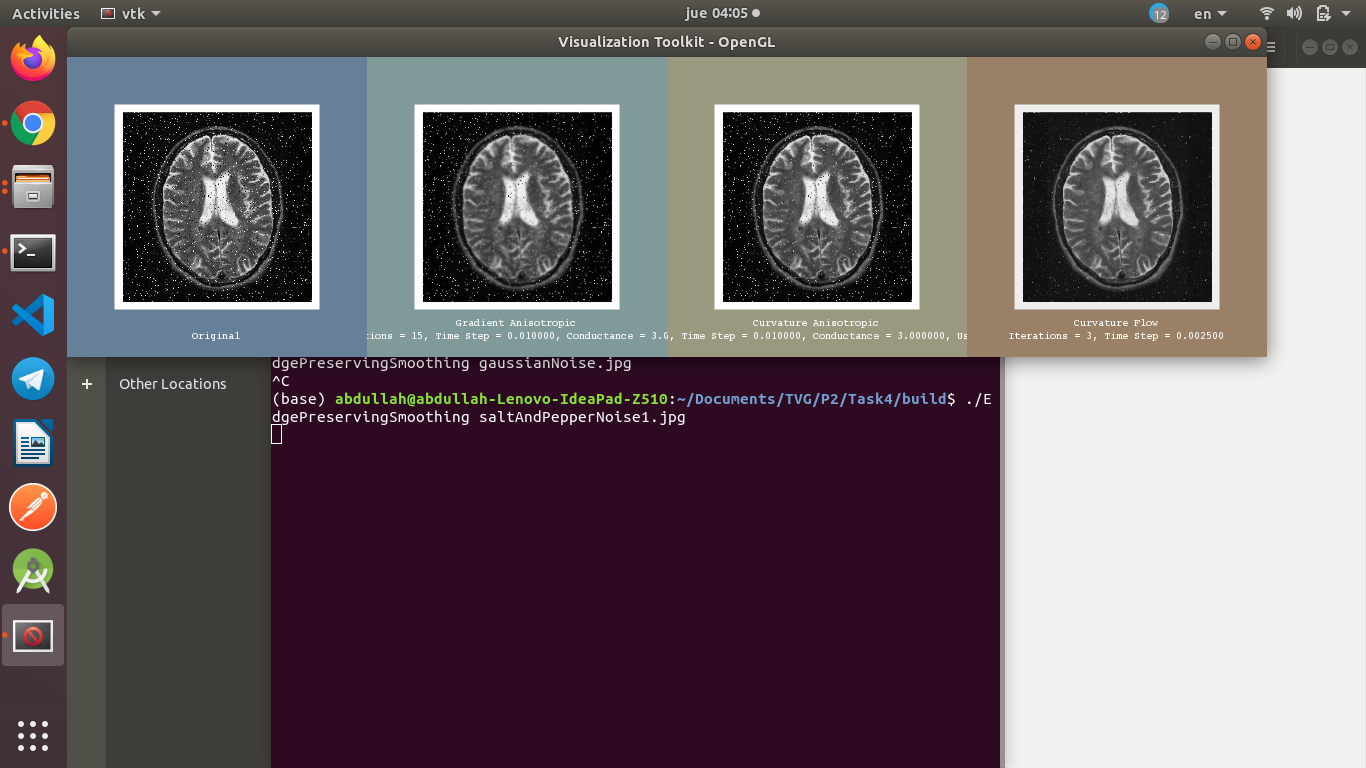 Activities
vtk
jue 04:05
12
en
Visualization Toolkit - OpenGL
Original
Gradient Anisotropic
tions = 15, Time Step = 0.010000, Conductance = 3.0
Curvature Anisotropic
0, Time Step = 0.010000, Conductance = 3.000000, Us
Curvature Flow
Iterations = 3, Time Step = 0.002500
dgePreservingSmoothing gaussianNoise.jpg
+ Other Locations
^C
(base) abdullah@abdullah-Lenovo-IdeaPad-Z510:~/Documents/TVG/P2/Task4/build$ ./E
dgePreservingSmoothing saltAndPepperNoise1.jpg